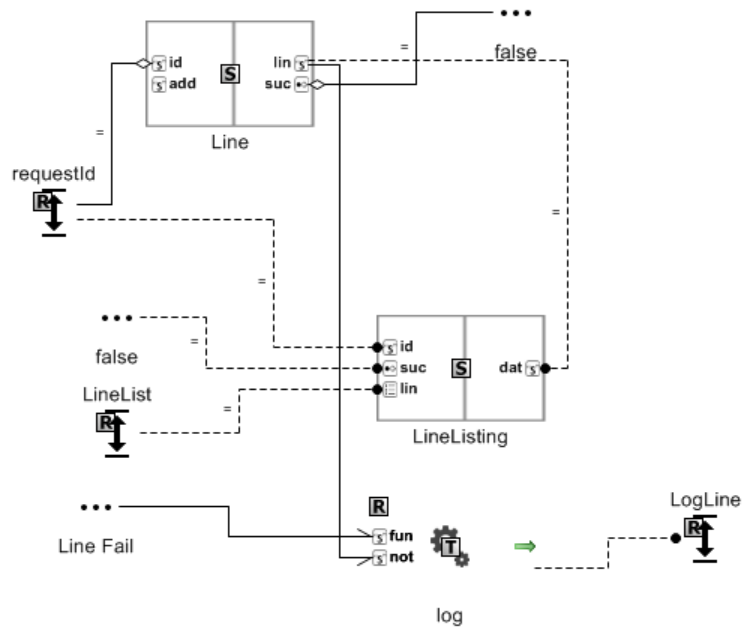 = false
id lin
S
add suc
=
Line
requestId
R
=
=
false
=
id
suc S dat
lin
LineList
R
=
LineListing
R
LogLine
R
Line Fail
fun
T
not
log